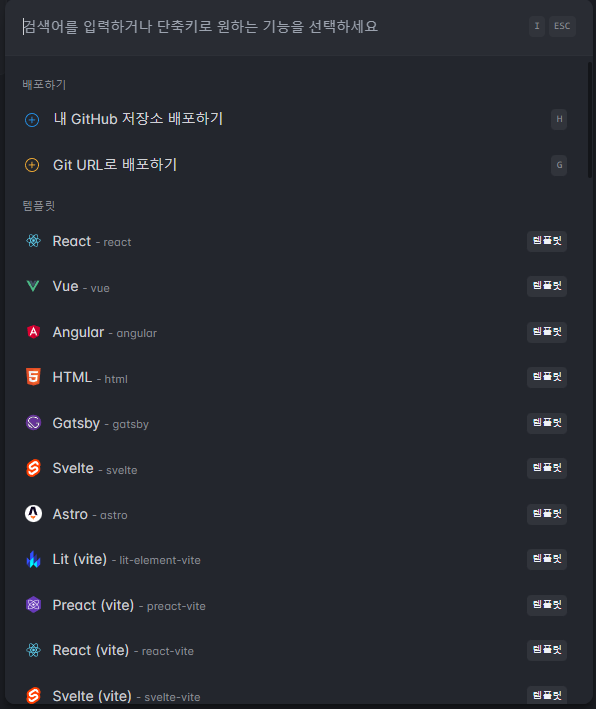 검색어를 입력하거나 단축키로 원하는 기능을 선택하세요 I ESC
배포하기
내 GitHub 저장소 배포하기 H
Git URL로 배포하기 G
템플릿
React - react 템플릿
Vue - vue 템플릿
Angular - angular 템플릿
HTML - html 템플릿
Gatsby - gatsby 템플릿
Svelte - svelte 템플릿
Astro - astro 템플릿
Lit (vite) - lit-element-vite 템플릿
Preact (vite) - preact-vite 템플릿
React (vite) - react-vite 템플릿
Svelte (vite) - svelte-vite 템플릿